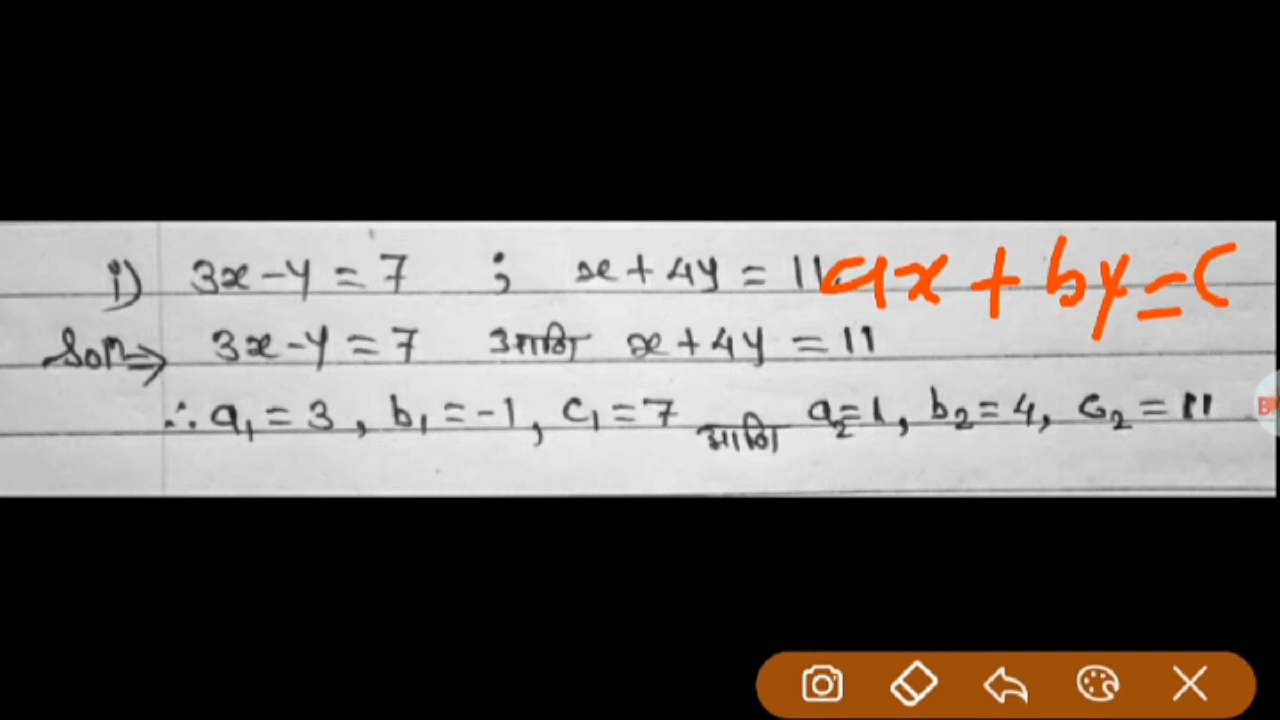 i) 3x-y=7 ; x+4y=11 ax+by=c
Solⁿ⇒ 3x-y=7 आणि x+4y=11
∴ a₁=3, b₁=-1, c₁=7 आणि a₂=1, b₂=4, c₂=11